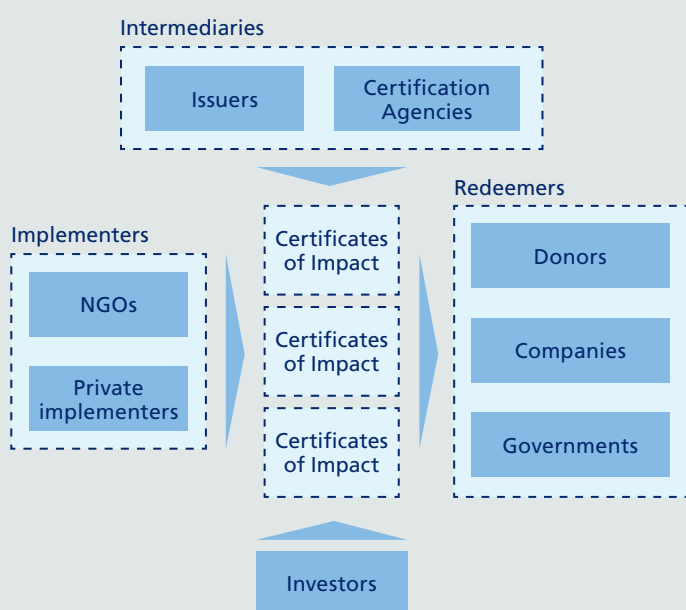 Intermediaries
Issuers
Certification
Agencies
Redeemers
Implementers
Certificates
of Impact
Donors
NGOs
Certificates
of Impact
Companies
Private
implementers
Certificates
of Impact
Governments
Investors